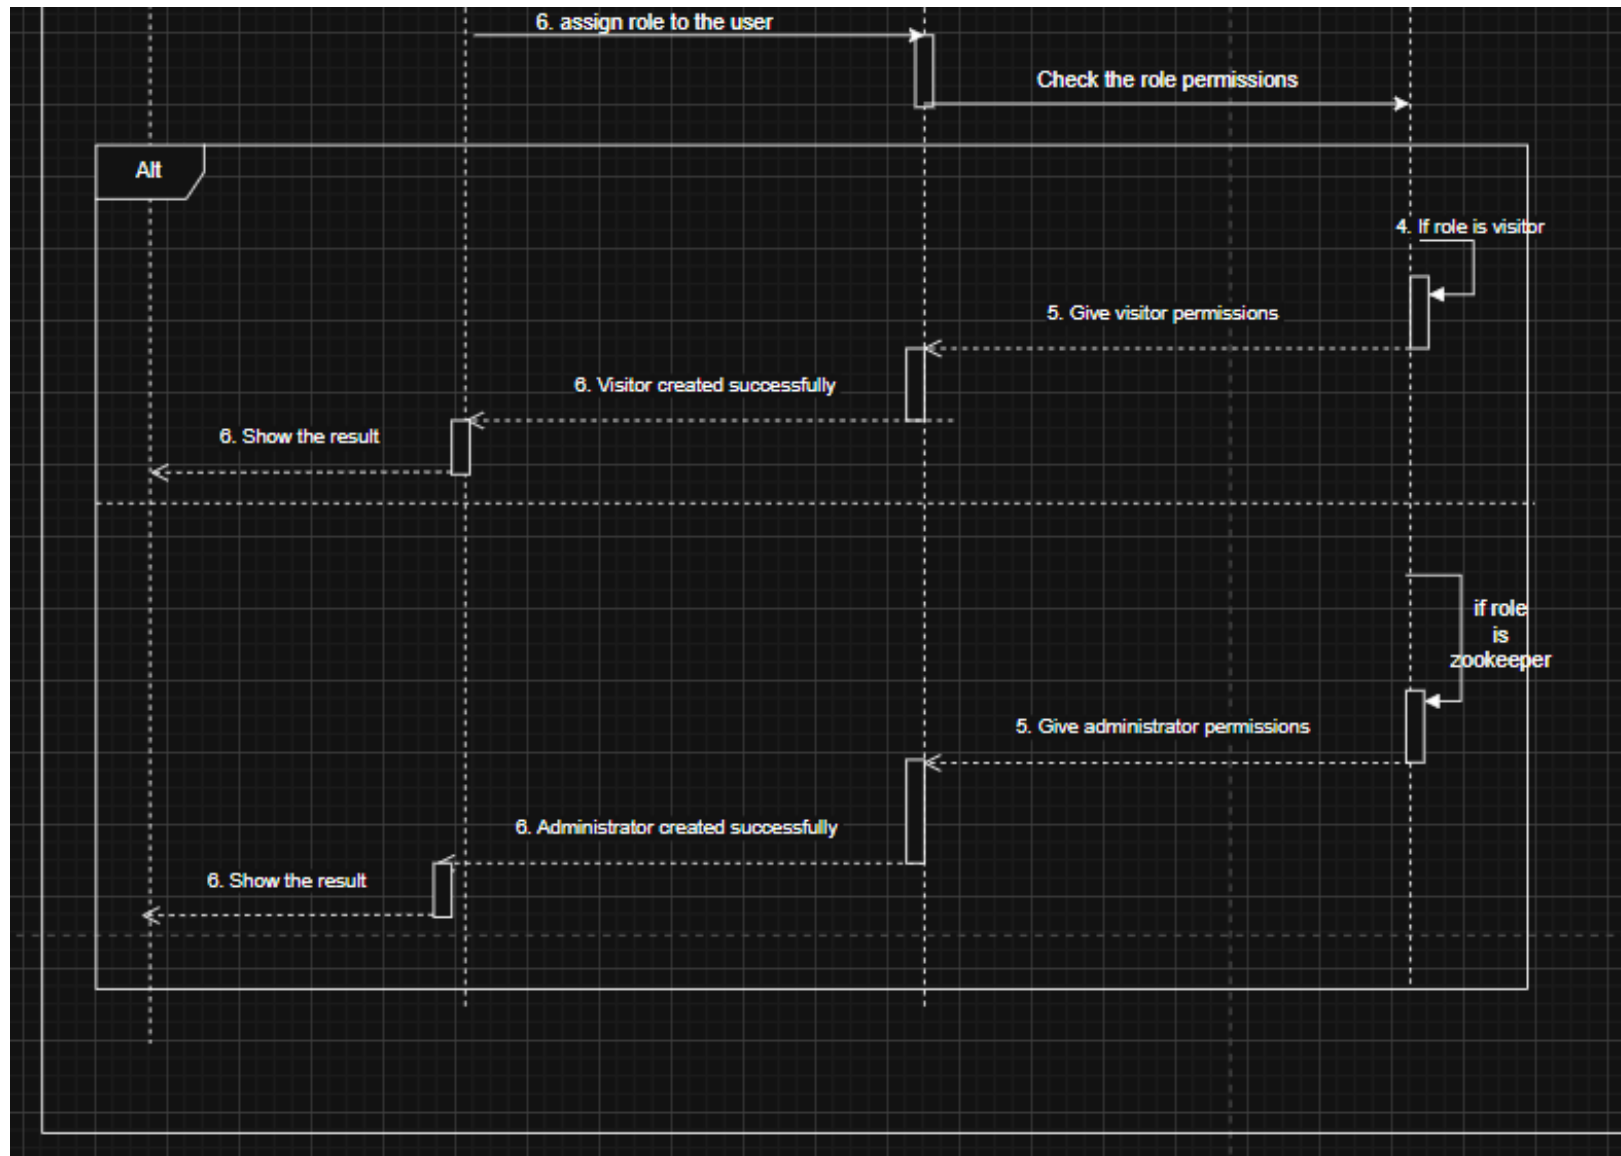 6. assign role to the user
Check the role permissions
Alt
4. If role is visitor
5. Give visitor permissions
6. Visitor created successfully
6. Show the result
if role
is
zookeeper
5. Give administrator permissions
6. Administrator created successfully
6. Show the result